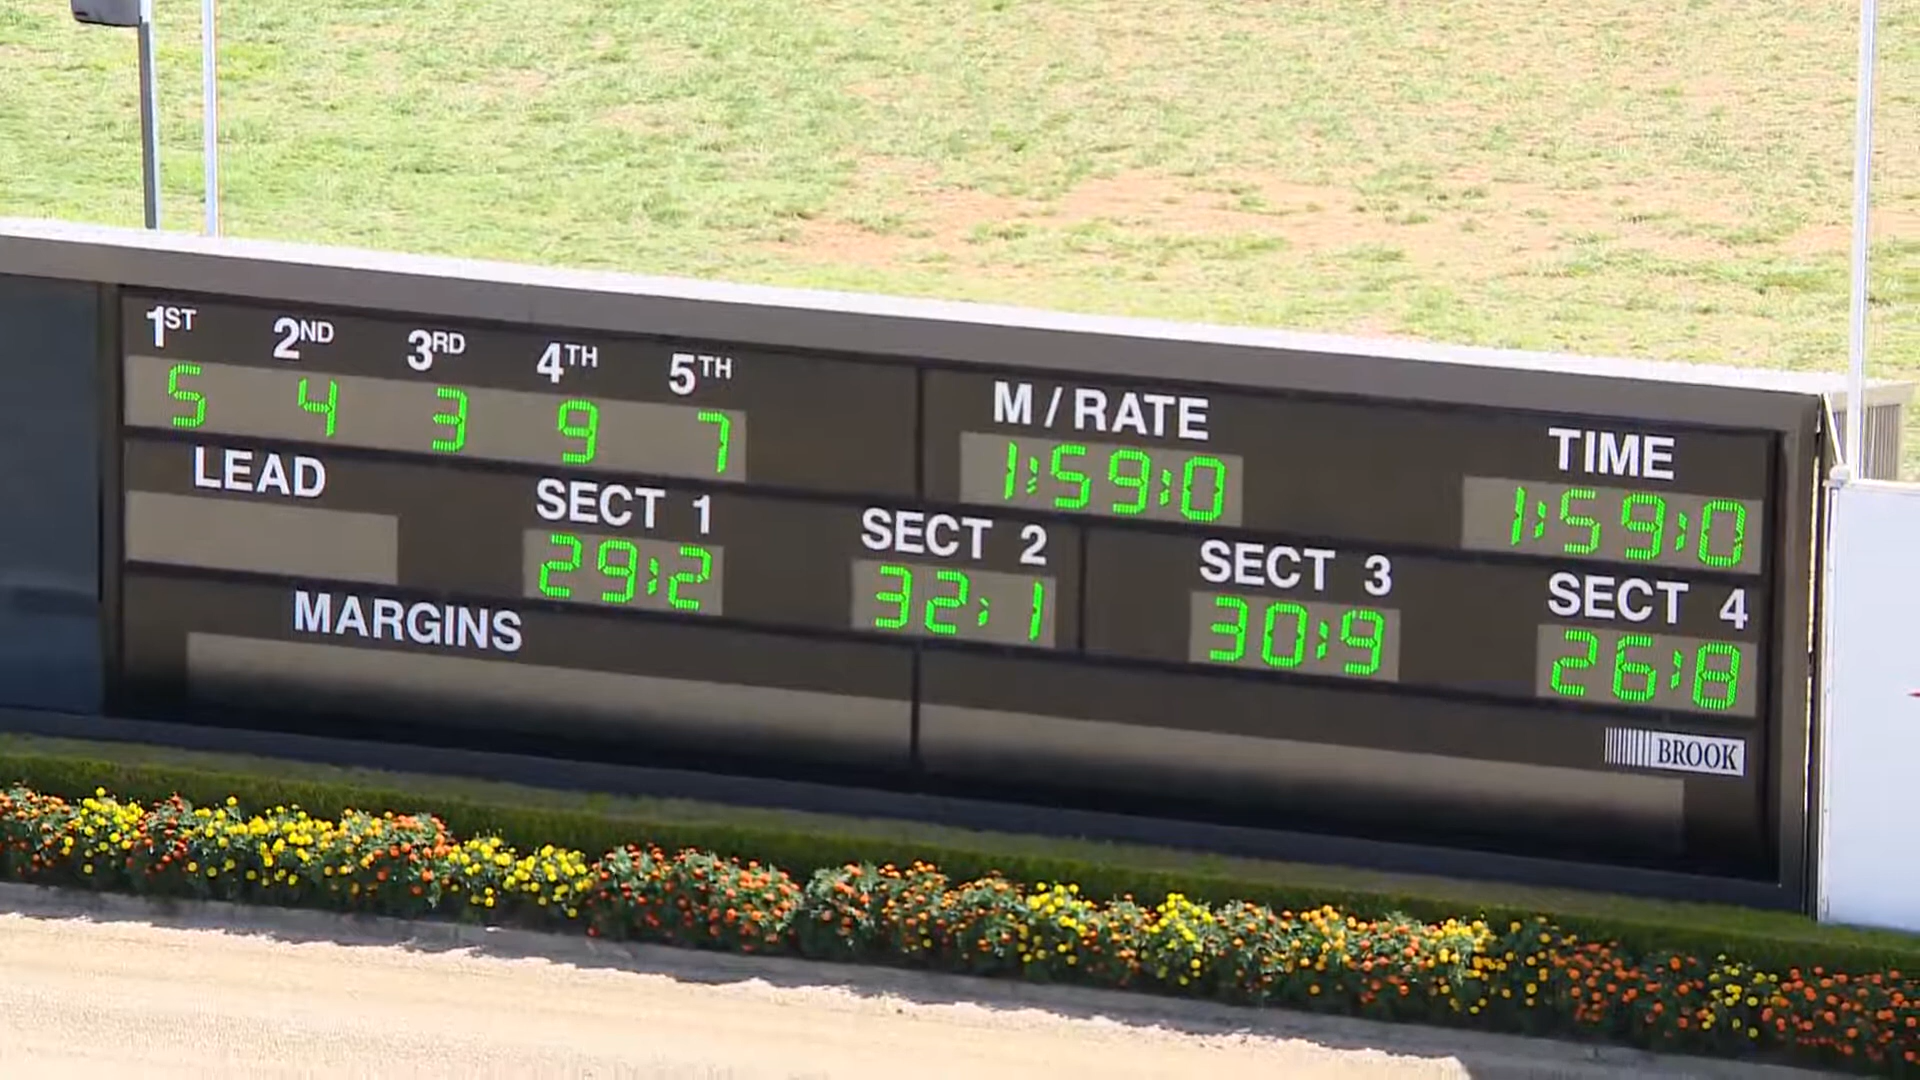 1ST 2ND 3RD 4TH 5TH
5 4 3 9 7
M / RATE
1:59:0
TIME
1:59:0
LEAD
SECT 1
29:2
SECT 2
32:1
SECT 3
30:9
SECT 4
26:8
MARGINS
BROOK